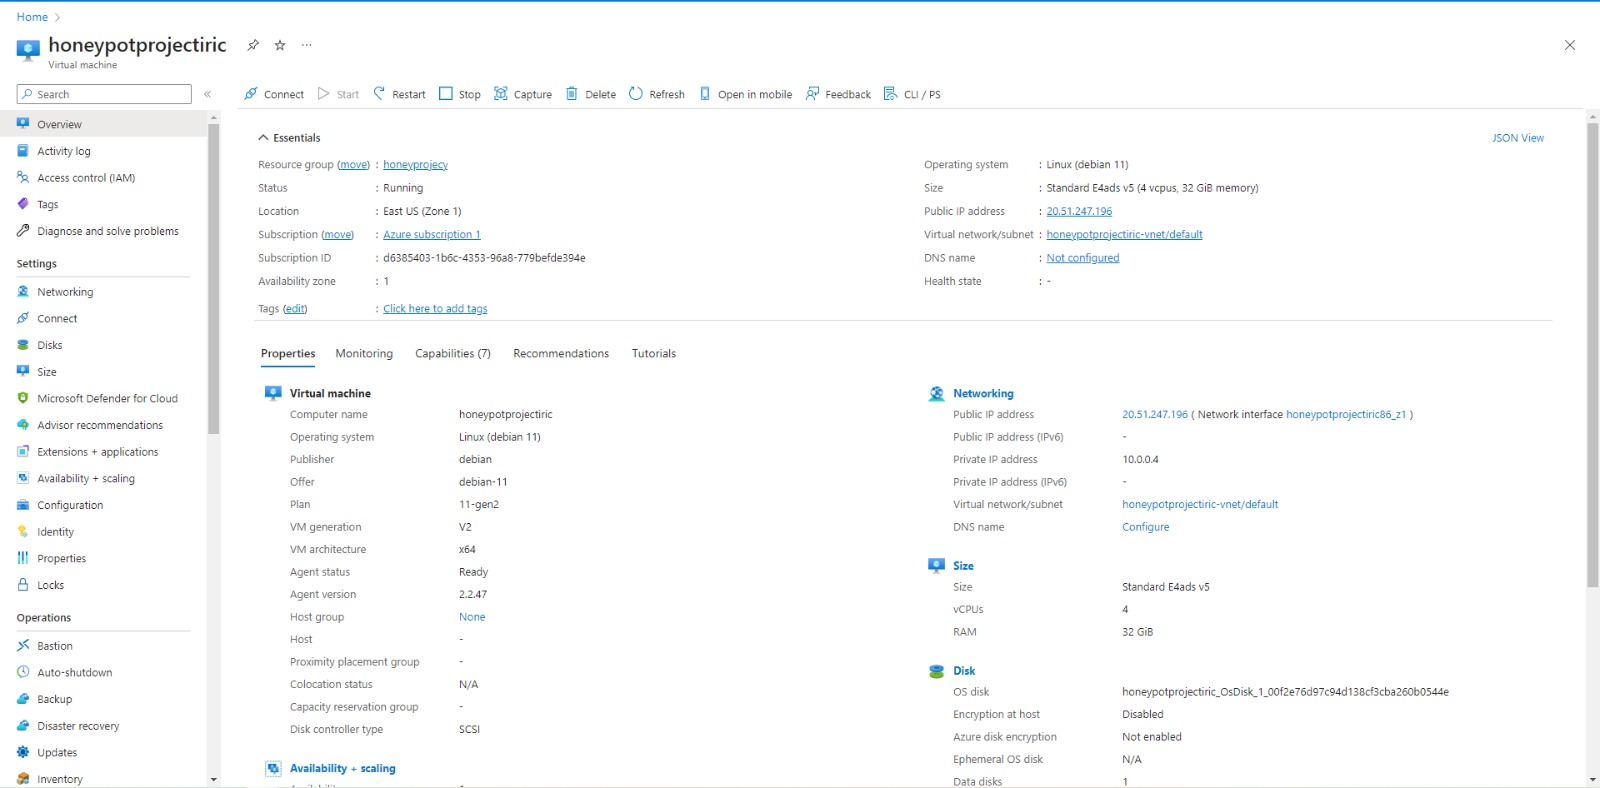 Home
honeypotprojectiric
Virtual machine
Search
Overview
Activity log
Access control (IAM)
Tags
Diagnose and solve problems
Settings
Networking
Connect
Disks
Size
Microsoft Defender for Cloud
Advisor recommendations
Extensions + applications
Availability + scaling
Configuration
Identity
Properties
Locks
Operations
Bastion
Auto-shutdown
Backup
Disaster recovery
Updates
Inventory
Connect Start Restart Stop Capture Delete Refresh Open in mobile Feedback CLI / PS
Essentials
JSON View
Resource group (move) : honeyprojecy
Status : Running
Location : East US (Zone 1)
Subscription (move) : Azure subscription 1
Subscription ID : d6385403-1b6c-4353-96a8-779befde394e
Availability zone : 1
Tags (edit) : Click here to add tags
Operating system : Linux (debian 11)
Size : Standard E4ads v5 (4 vcpus, 32 GiB memory)
Public IP address : 20.51.247.196
Virtual network/subnet : honeypotprojectiric-vnet/default
DNS name : Not configured
Health state : -
Properties Monitoring Capabilities (7) Recommendations Tutorials
Virtual machine
Computer name honeypotprojectiric
Operating system Linux (debian 11)
Publisher debian
Offer debian-11
Plan 11-gen2
VM generation V2
VM architecture x64
Agent status Ready
Agent version 2.2.47
Host group None
Host -
Proximity placement group -
Colocation status N/A
Capacity reservation group -
Disk controller type SCSI
Availability + scaling
Networking
Public IP address 20.51.247.196 ( Network interface honeypotprojectiric86_z1 )
Public IP address (IPv6) -
Private IP address 10.0.0.4
Private IP address (IPv6) -
Virtual network/subnet honeypotprojectiric-vnet/default
DNS name Configure
Size
Size Standard E4ads v5
vCPUs 4
RAM 32 GiB
Disk
OS disk honeypotprojectiric_OsDisk_1_00f2e76d97c94d138cf3cba260b0544e
Encryption at host Disabled
Azure disk encryption Not enabled
Ephemeral OS disk N/A
Data disks 1